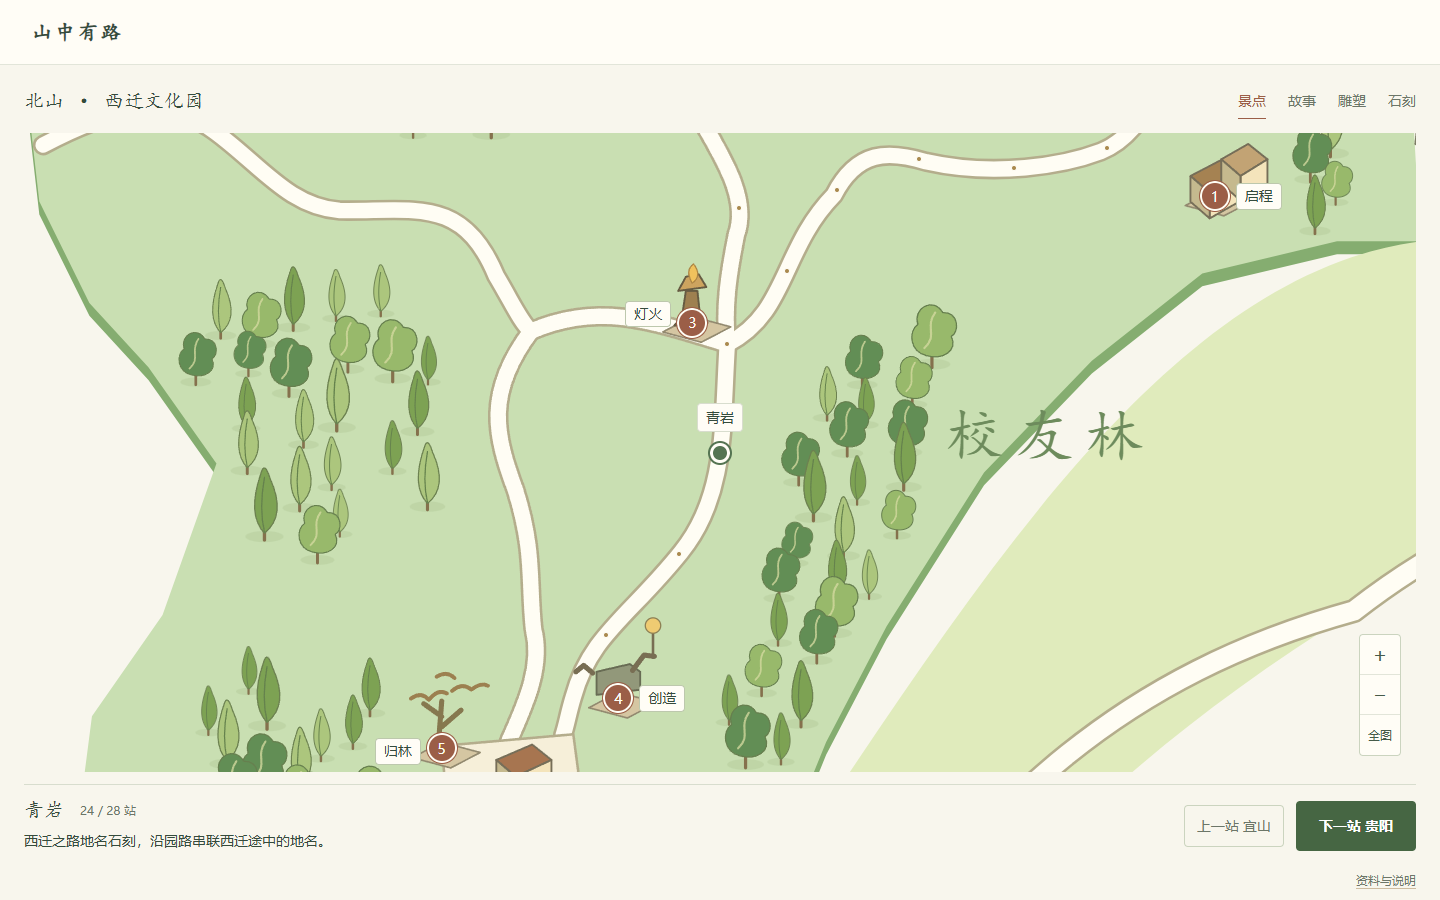 山中有路
北山 • 西迁文化园
景点 故事 雕塑 石刻
1 启程
灯火 3
青岩
校友林
4 创造
归林 5
+
−
全图
青岩 24 / 28 站
西迁之路地名石刻，沿园路串联西迁途中的地名。
上一站 宜山
下一站 贵阳
资料与说明